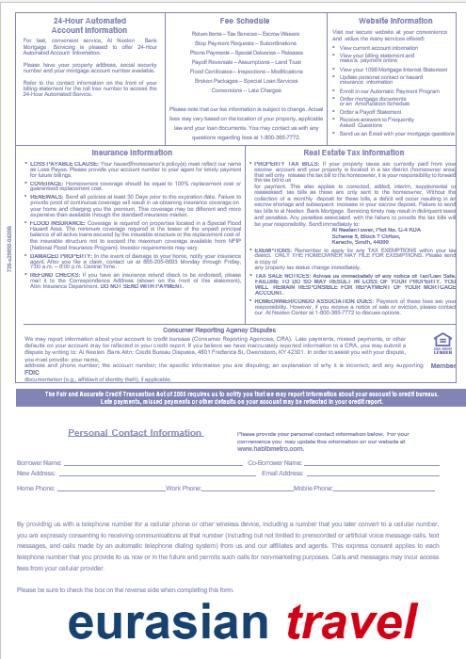 24-Hour Automated
Account Information
For fast, convenient service, Al Neelen Bank
Mortgage Servicing is pleased to offer 24-Hour
Account Automated Information.
Please have your property address, social security
number and your mortgage account number available.
Refer to the contact information on the front of your
billing statement for the toll free number to access the
24-Hour Automated Service.
Fee Schedule
Return Items – Tax Services – Escrow Waivers
Stop Payment Requests – Subordinations
Phone Payments – Special Deliveries – Releases
Payoff Reversals – Assumptions – Land Trust
Flood Certificates – Inspections – Modifications
Broken Packages – Special Loan Services
Conversions – Late Charges
Please note that fee information is subject to change. Actual
fees may vary based on the location of your property, applicable
law and your loan documents. You may contact us with any
questions regarding fees at 1-800-365-7772.
Website Information
Visit our secure website at your convenience
and utilize the many services offered:
• View current account information
• View your billing statement and
make a payment online
• View your 1098 Mortgage Interest Statement
• Update personal contact or hazard
insurance information
• Enroll in our Automatic Payment Program
• Order mortgage documents
or an Amortization Schedule
• Order a Payoff Statement
• Receive answers to Frequently
Asked Questions
• Send us an Email with your mortgage questions
Insurance Information
• LOSS PAYABLE CLAUSE: Your hazard/homeowner's policy(s) must reflect our name
as Loss Payee. Please provide your account number to your agent for timely payment
for future billings.
• COVERAGE: Homeowners coverage should be equal to 100% replacement cost or
guaranteed replacement cost.
• RENEWALS: Send all policies at least 30 Days prior to the expiration date. Failure to
provide proof of continuous coverage will result in us obtaining insurance coverage on
your home and charging you the premium. This coverage may be different and more
expensive than available through the standard insurance market.
• FLOOD INSURANCE: Coverage is required on properties located in a Special Flood
Hazard Area. The minimum coverage required is the lesser of the unpaid principal
balance of all active loans secured by the insurable structure or the replacement cost of
the insurable structure not to exceed the maximum coverage available from NFIP
(National Flood Insurance Program). Investor requirements may vary.
• DAMAGED PROPERTY: In the event of damage to your home, notify your insurance
agent. After you file a claim, contact us at 855-235-8893 Monday through Friday,
• REFUND CHECKS: If you have an insurance refund check to be endorsed, please
mail it to the Correspondence Address (shown on the front of this statement),
Attn: Insurance Department. DO NOT SEND WITH PAYMENT.
Real Estate Tax Information
• PROPERTY TAX BILLS: If your property taxes are currently paid from your
escrow account and your property is located in a tax district (homeowner area)
that will only issue the tax bill to the homeowner, it is your responsibility to forward
the tax bill to us
for payment. This also applies to corrected, added, interim, supplemental or
reassessed tax bills as these are only sent to the homeowner. Without the
collection of a monthly deposit for these bills, a deficit will occur resulting in an
escrow shortage and subsequent increase in your escrow deposit. Failure to send
tax bills to Al Neelen Bank Mortgage Servicing timely may result in delinquent taxes
and penalties. Any penalties associated with the failure to provide the tax bills will
be your responsibility. Send immediately to:
Al Neelen Tower, Plot No. U-4 KDA
Scheme 5, Block 7 Clifton,
Karachi, Sindh, 44000
• EXEMPTIONS: Remember to apply for any TAX EXEMPTIONS within your tax
district. ONLY THE HOMEOWNER MAY FILE FOR EXEMPTIONS. Please send
a copy of
any property tax status change immediately.
• TAX SALE NOTICES: Advise us immediately of any notice of tax/Loan Sale.
FAILURE TO DO SO MAY RESULT IN LOSS OF YOUR PROPERTY. YOU
WILL REMAIN RESPONSIBLE FOR REPAYMENT OF YOUR MORTGAGE
ACCOUNT.
• HOMEOWNER/CONDO ASSOCIATION DUES: Payment of these dues are your
responsibility. However, if you receive a notice of sale or overdue, please contact
our Al Neelen Center at 1-800-365-7772 to discuss options.
Consumer Reporting Agency Disputes
We may report information about your account to credit bureaus (Consumer Reporting Agencies, CRA). Late payments, missed payments, or other
defaults on your account may be reflected in your credit report. If you believe we have inaccurately reported information to a CRA, you may submit a
dispute by writing to: Al Neelen Bank Attn: Credit Bureau Disputes, 4801 Frederica St, Owensboro, KY 42301. In order to assist you with your dispute,
you must provide: your name,
address and phone number; the account number; the specific information you are disputing; an explanation of why it is incorrect; and any supporting
Member
FDIC
documentation (e.g., affidavit of identity theft), if applicable.
LENDER
The Fair and Accurate Credit Transaction Act of 2003 requires us to notify you that we may report information about your account to credit bureaus.
Late payments, missed payments or other defaults on your account may be reflected in your credit report.
Personal Contact Information
Please provide your personal contact information below. For your
convenience you may update this information on our website at
www.habibmetro.com.
Borrower Name: Co-Borrower Name:
New Address: Email Address:
Home Phone: Work Phone: Mobile Phone:
By providing us with a telephone number for a cellular phone or other wireless device, including a number that you later convert to a cellular number,
you are expressly consenting to receiving communications at that number (including but not limited to prerecorded or artificial voice message calls, text
messages, and calls made by an automatic telephone dialing system) from us and our affiliates and agents. This express consent applies to each
telephone number that you provide to us now or in the future and permits such calls for non-marketing purposes. Calls and messages may incur access
fees from your cellular provider.
Please be sure to check the box on the reverse side when completing this form.
eurasian travel